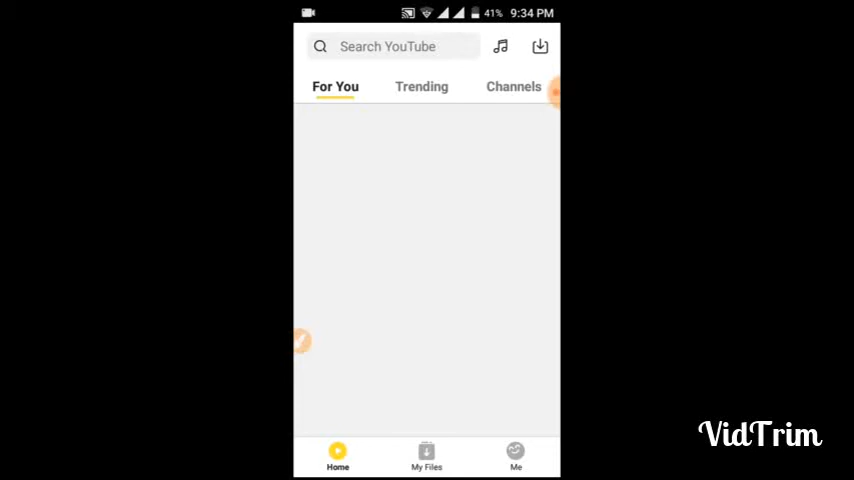 41% 9:34 PM
Search YouTube
For You Trending Channels
VidTrim
Home My Files Me